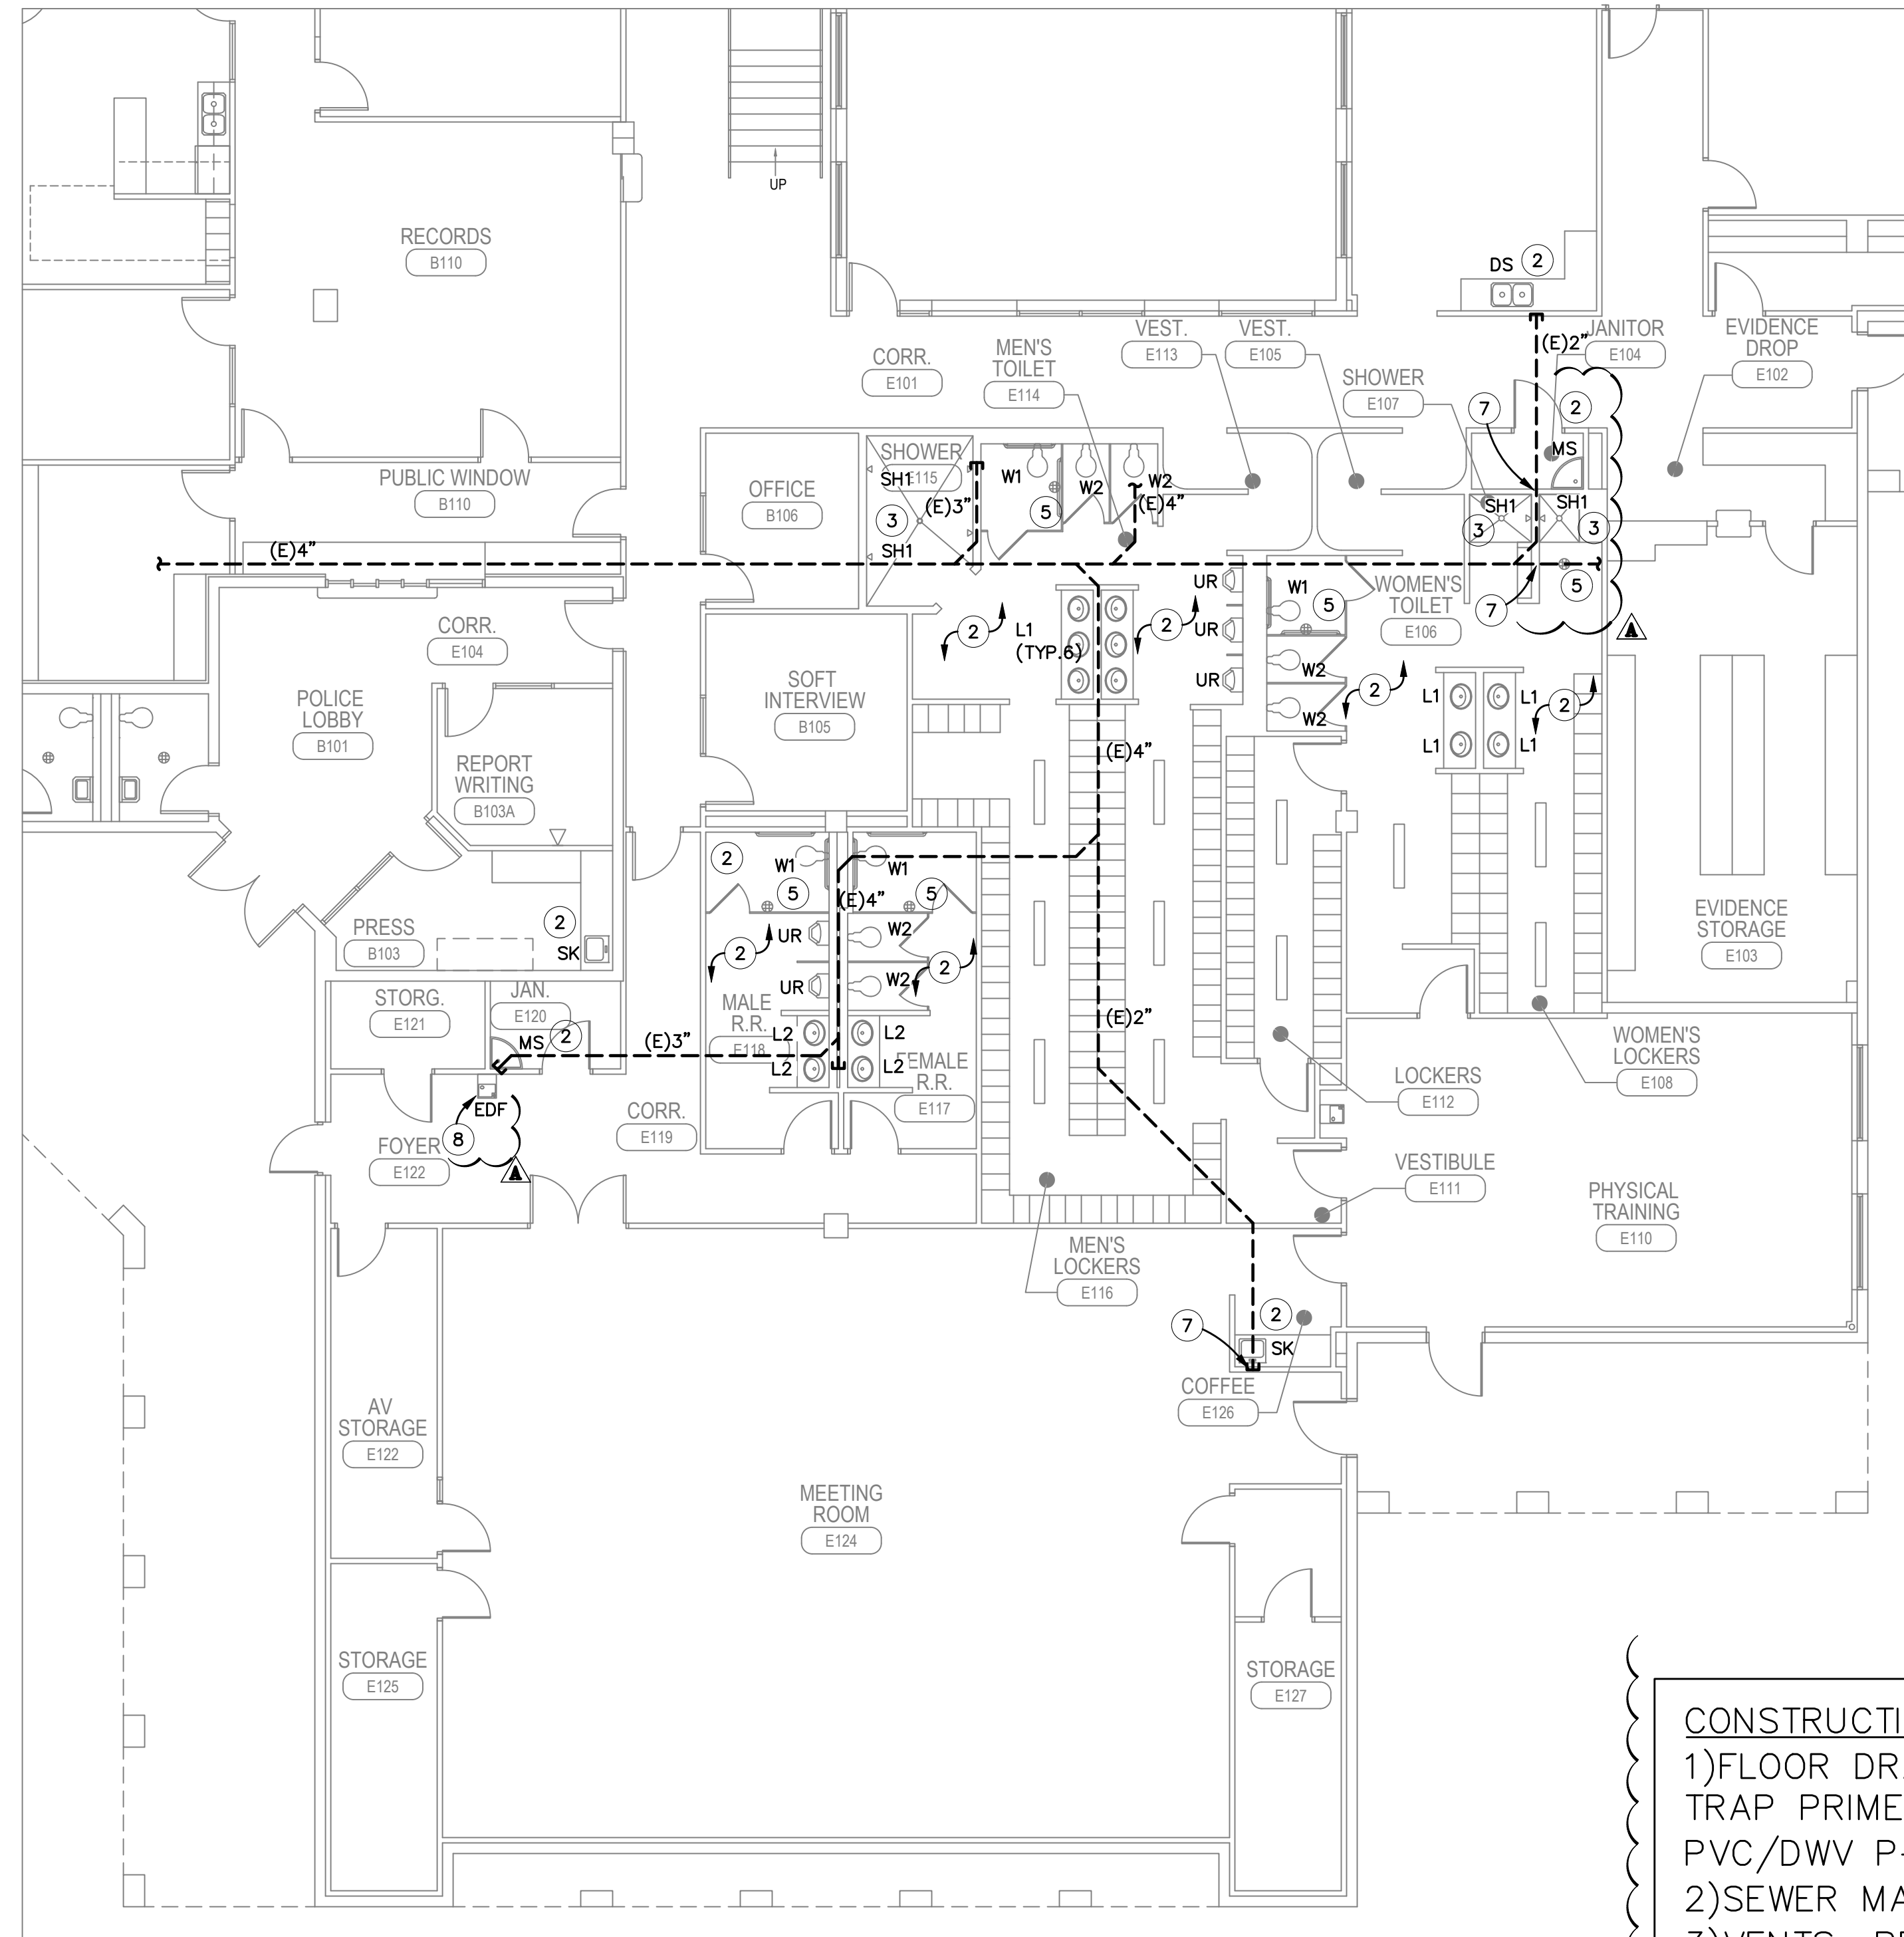 UP
RECORDS
B110
DS 2
VEST.
E113
VEST.
E105
JANITOR
E104
(E)2"
EVIDENCE
DROP
E102
CORR.
E101
MEN'S
TOILET
E114
SHOWER
E107
7
2
MS
PUBLIC WINDOW
B110
OFFICE
B106
SHOWER
E115
SH1
(E)3"
3
SH1
W1
W2
W2
(E)4"
5
SH1
SH1
3
3
(E)4"
5
7
A
CORR.
E104
2
L1
(TYP.6)
2
UR
UR
UR
W1
5
W2
W2
2
WOMEN'S
TOILET
E106
L1
L1
L1
L1
2
POLICE
LOBBY
B101
SOFT
INTERVIEW
B105
REPORT
WRITING
B103A
(E)4"
2
W1
5
W1
5
(E)4"
PRESS
B103
2
SK
2
UR
UR
W2
W2
2
EVIDENCE
STORAGE
E103
STORG.
E121
JAN.
E120
MS
2
(E)3"
MALE
R.R.
E118
L2
L2
L2
L2
FEMALE
R.R.
E117
(E)2"
WOMEN'S
LOCKERS
E108
LOCKERS
E112
EDF
8
A
FOYER
E122
CORR.
E119
VESTIBULE
E111
PHYSICAL
TRAINING
E110
MEN'S
LOCKERS
E116
7
2
SK
COFFEE
E126
AV
STORAGE
E122
MEETING
ROOM
E124
STORAGE
E125
STORAGE
E127
CONSTRUCTI
1)FLOOR DR
TRAP PRIME
PVC/DWV P-
2)SEWER MA